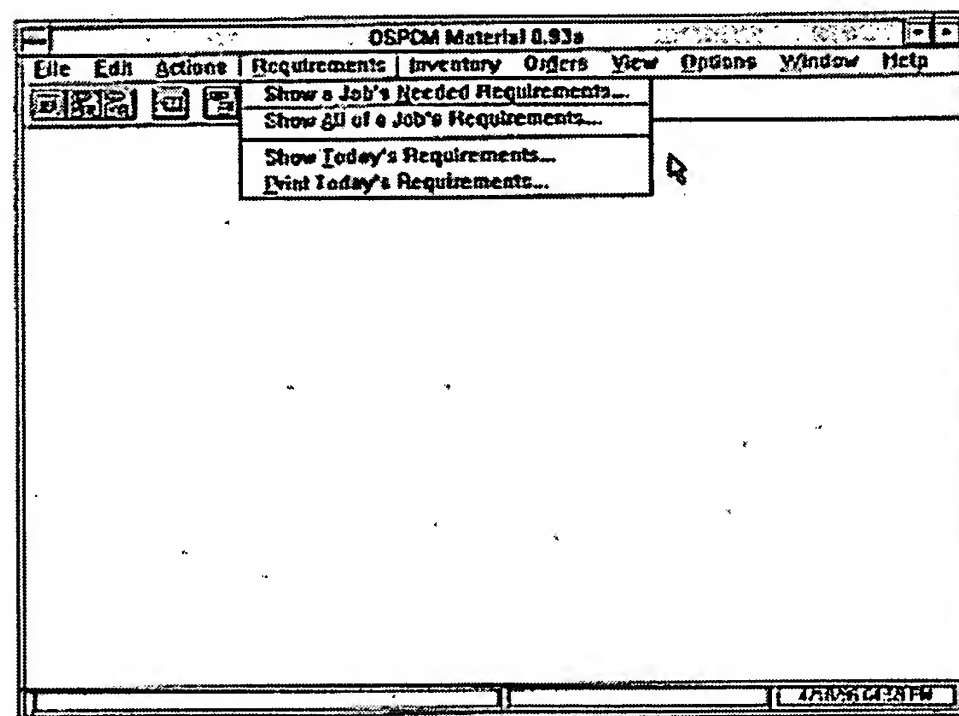 OSPCM Material 0.93a
File Edit Actions Requirements Inventory Orders View Options Window Help
Show a Job's Needed Requirements...
Show All of a Job's Requirements...
Show Today's Requirements...
Print Today's Requirements...